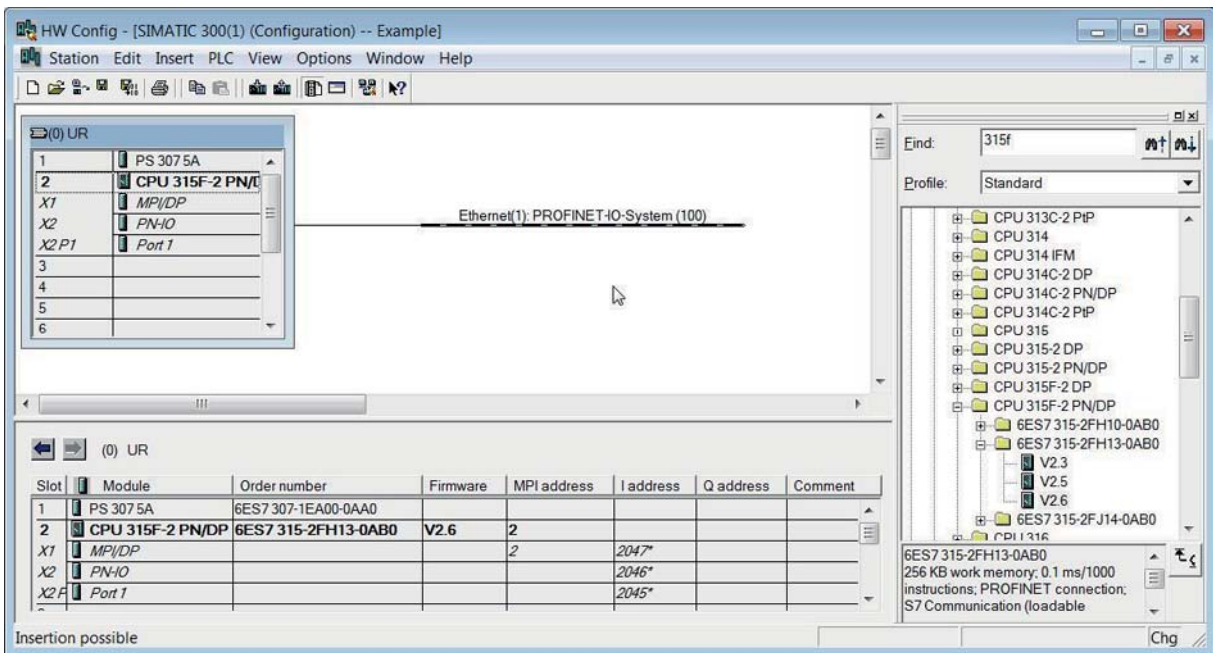 HW Config - [SIMATIC 300(1) (Configuration) -- Example]
Station Edit Insert PLC View Options Window Help
(0) UR
1 PS 307 5A
2 CPU 315F-2 PN/D
X1 MPI/DP
X2 PN-IO
X2 P1 Port 1
3
4
5
6
Ethernet(1): PROFINET-IO-System (100)
Find: 315f
Profile: Standard
CPU 313C-2 PtP
CPU 314
CPU 314 IFM
CPU 314C-2 DP
CPU 314C-2 PN/DP
CPU 314C-2 PtP
CPU 315
CPU 315-2 DP
CPU 315-2 PN/DP
CPU 315F-2 DP
CPU 315F-2 PN/DP
6ES7 315-2FH10-0AB0
6ES7 315-2FH13-0AB0
V2.3
V2.5
V2.6
6ES7 315-2FJ14-0AB0
CPU 316
6ES7 315-2FH13-0AB0
256 KB work memory; 0.1 ms/1000
instructions; PROFINET connection;
S7 Communication (loadable
(0) UR
Slot Module Order number Firmware MPI address I address Q address Comment
1 PS 307 5A 6ES7 307-1EA00-0AA0
2 CPU 315F-2 PN/DP 6ES7 315-2FH13-0AB0 V2.6 2
X1 MPI/DP 2 2047*
X2 PN-IO 2046*
X2 P Port 1 2045*
Insertion possible
Chg